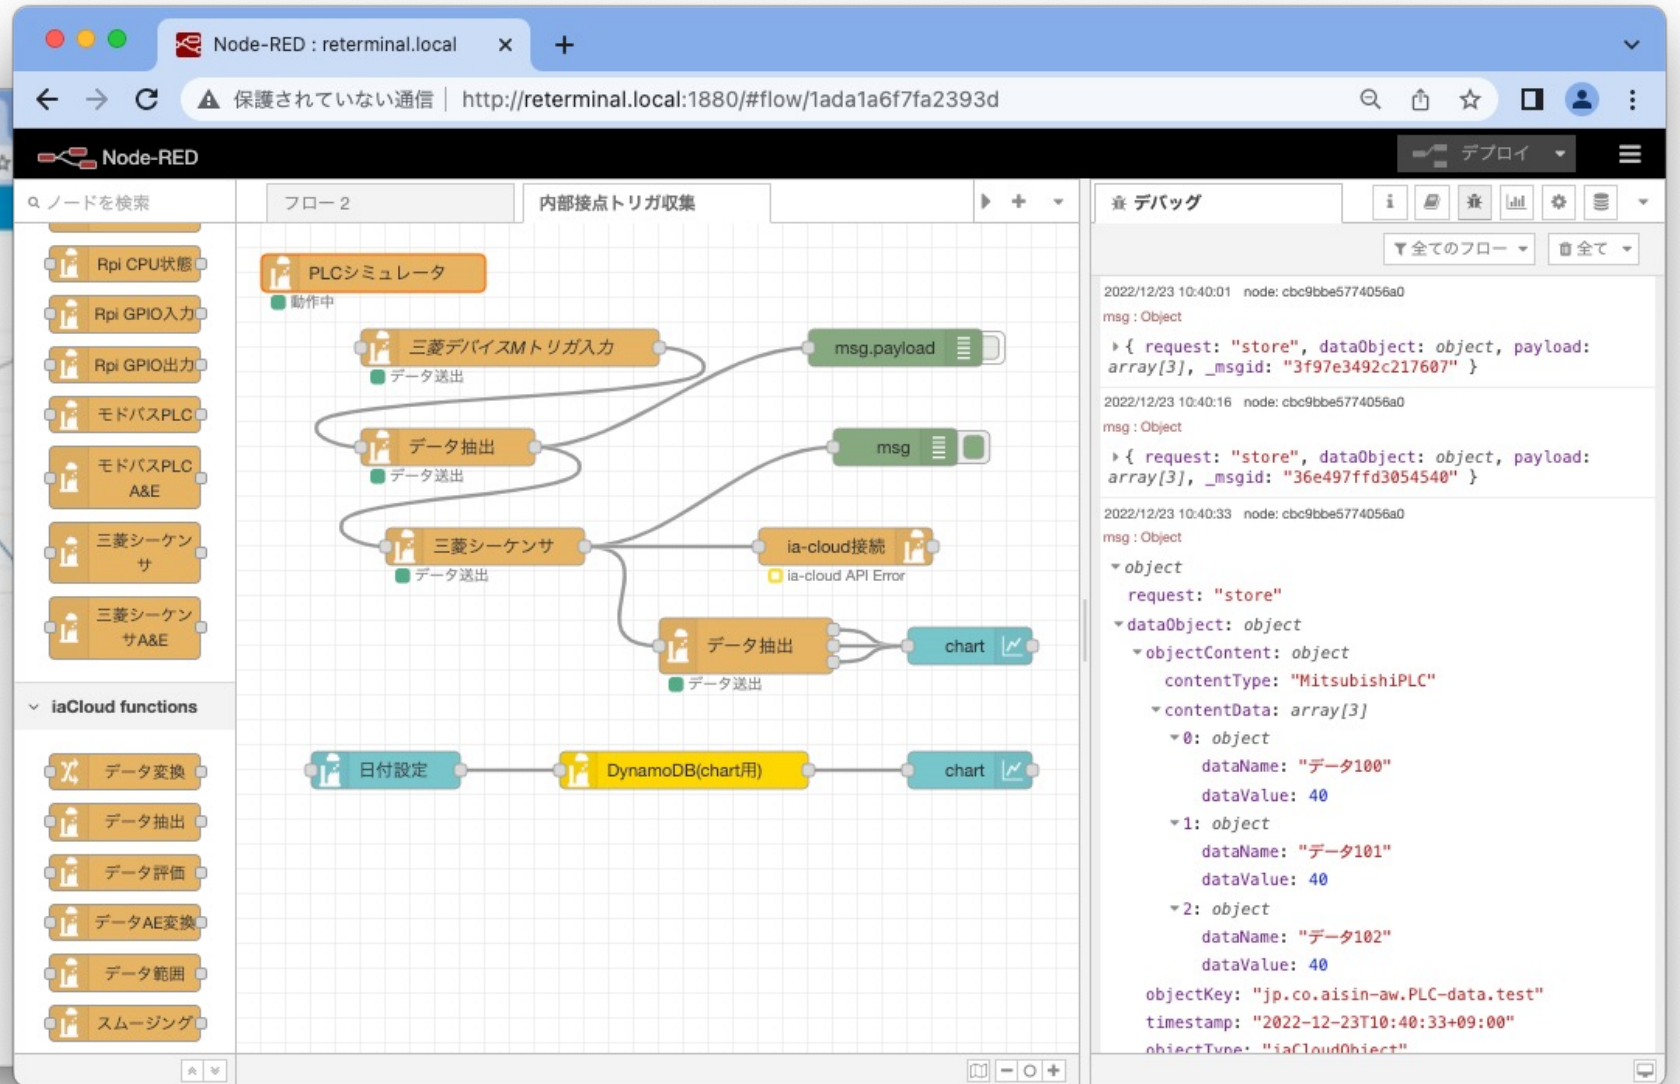 Node-RED : reterminal.local
保護されていない通信
http://reterminal.local:1880/#flow/1ada1a6f7fa2393d
Node-RED
デプロイ
ノードを検索
Rpi CPU状態
Rpi GPIO入力
Rpi GPIO出力
モドバスPLC
モドバスPLC
A&E
三菱シーケン
サ
三菱シーケン
サA&E
iaCloud functions
データ変換
データ抽出
データ評価
データAE変換
データ範囲
スムージング
フロー 2
内部接点トリガ収集
PLCシミュレータ
動作中
三菱デバイスMトリガ入力
データ送出
msg.payload
データ抽出
データ送出
msg
三菱シーケンサ
データ送出
ia-cloud接続
ia-cloud API Error
データ抽出
データ送出
chart
日付設定
DynamoDB(chart用)
chart
デバッグ
i
全てのフロー
全て
2022/12/23 10:40:01 node: cbc9bbe5774056a0
msg : Object
{ request: "store", dataObject: object, payload:
array[3], _msgid: "3f97e3492c217607" }
2022/12/23 10:40:16 node: cbc9bbe5774056a0
msg : Object
{ request: "store", dataObject: object, payload:
array[3], _msgid: "36e497ffd3054540" }
2022/12/23 10:40:33 node: cbc9bbe5774056a0
msg : Object
object
request: "store"
dataObject: object
objectContent: object
contentType: "MitsubishiPLC"
contentData: array[3]
0: object
dataName: "データ100"
dataValue: 40
1: object
dataName: "データ101"
dataValue: 40
2: object
dataName: "データ102"
dataValue: 40
objectKey: "jp.co.aisin-aw.PLC-data.test"
timestamp: "2022-12-23T10:40:33+09:00"
objectType: "iaCloudObject"